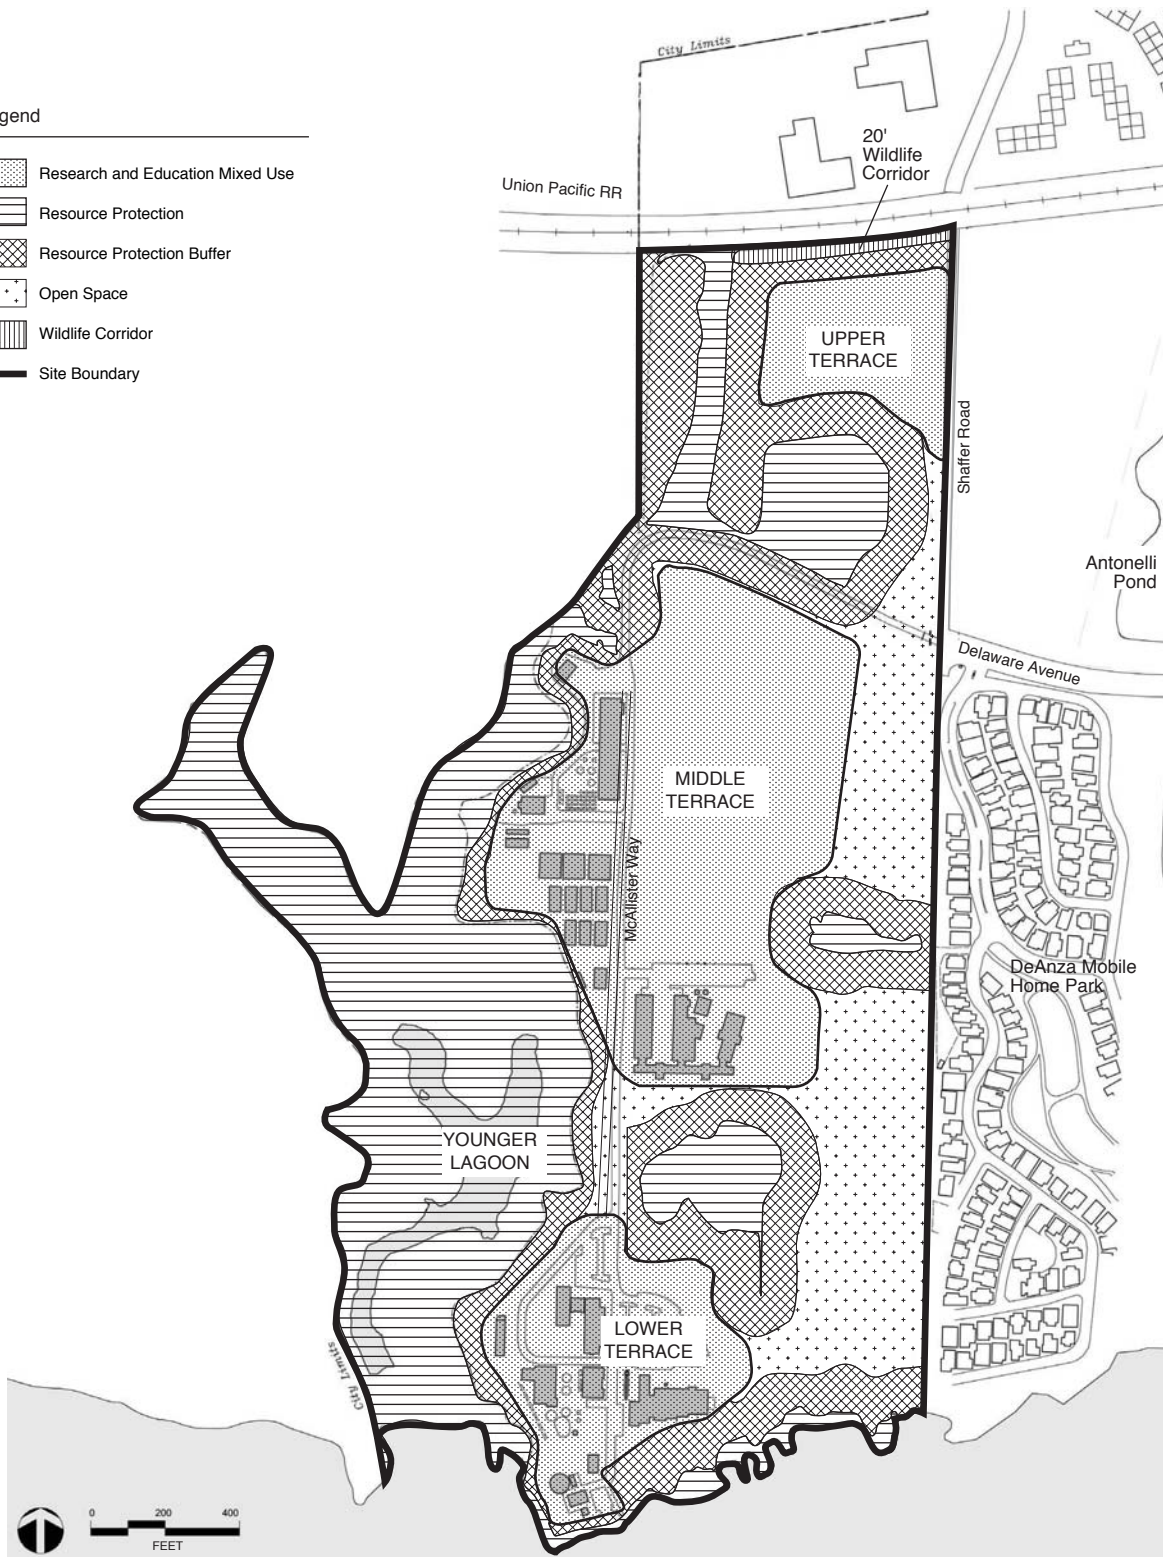 City Limits
20'
Wildlife
Corridor
gend
Union Pacific RR
Research and Education Mixed Use
Resource Protection
Resource Protection Buffer
Open Space
Wildlife Corridor
Site Boundary
UPPER
TERRACE
Shaffer Road
Antonelli
Pond
Delaware Avenue
MIDDLE
TERRACE
McAllister Way
DeAnza Mobile
Home Park
YOUNGER
LAGOON
LOWER
TERRACE
City Limits
0 200 400
FEET